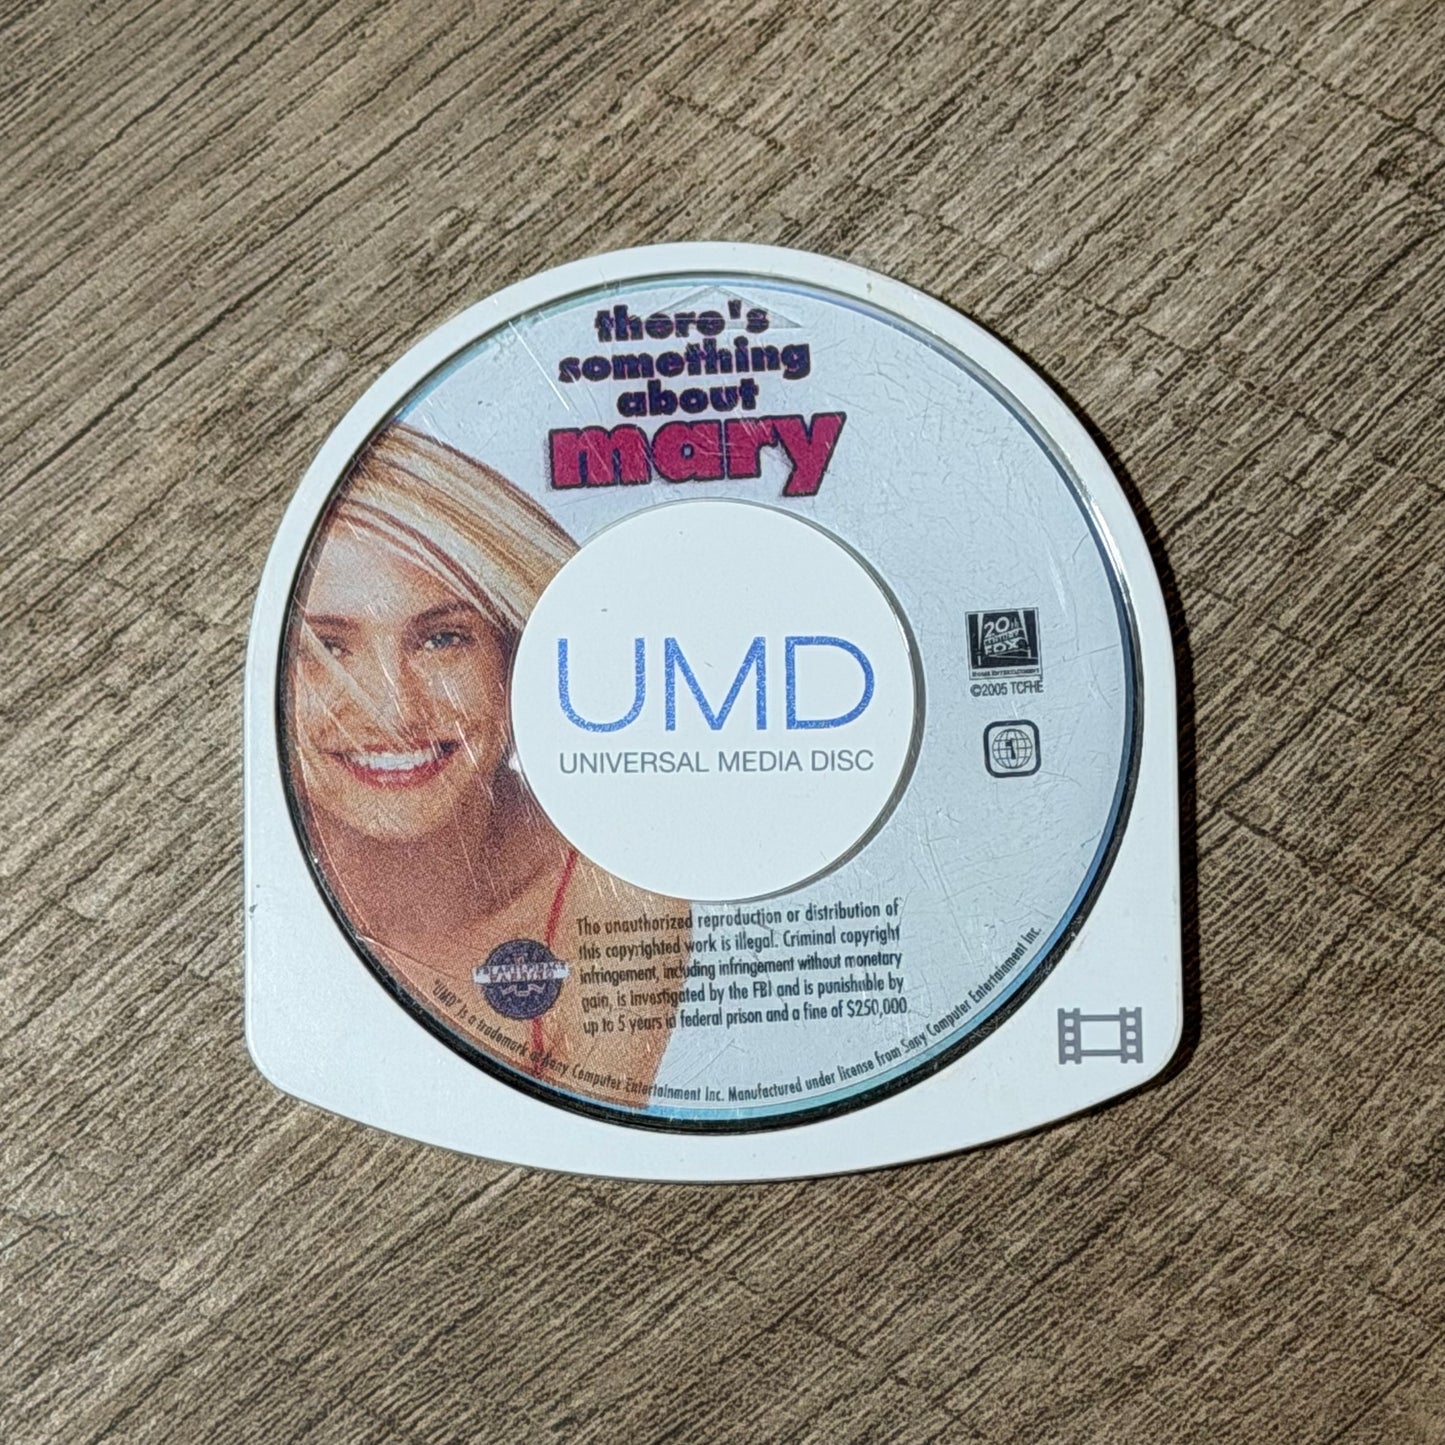 there's
something
about
mary
UMD
UNIVERSAL MEDIA DISC
20th
CENTURY
FOX
HOME ENTERTAINMENT
©2005 TCFHE
1
The unauthorized reproduction or distribution of
this copyrighted work is illegal. Criminal copyright
infringement, including infringement without monetary
gain, is investigated by the FBI and is punishable by
up to 5 years in federal prison and a fine of $250,000
"UMD" is a trademark of Sony Computer Entertainment Inc. Manufactured under license from Sony Computer Entertainment Inc.